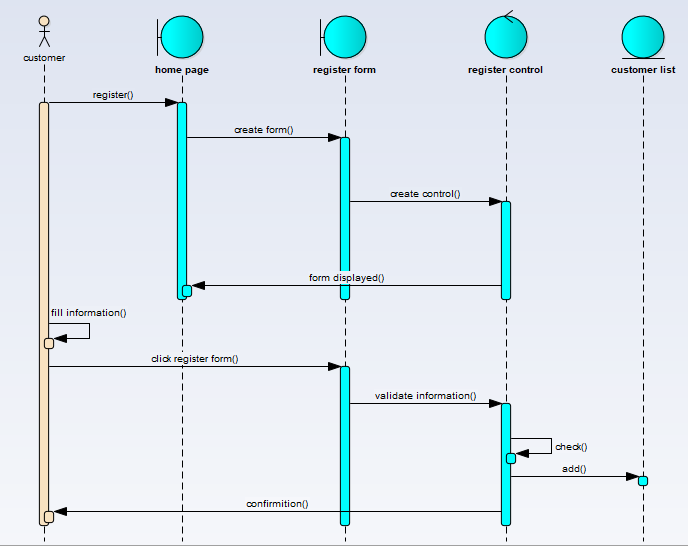 customer
home page
register form
register control
customer list
register()
create form()
create control()
form displayed()
fill information()
click register form()
validate information()
check()
add()
confirmition()